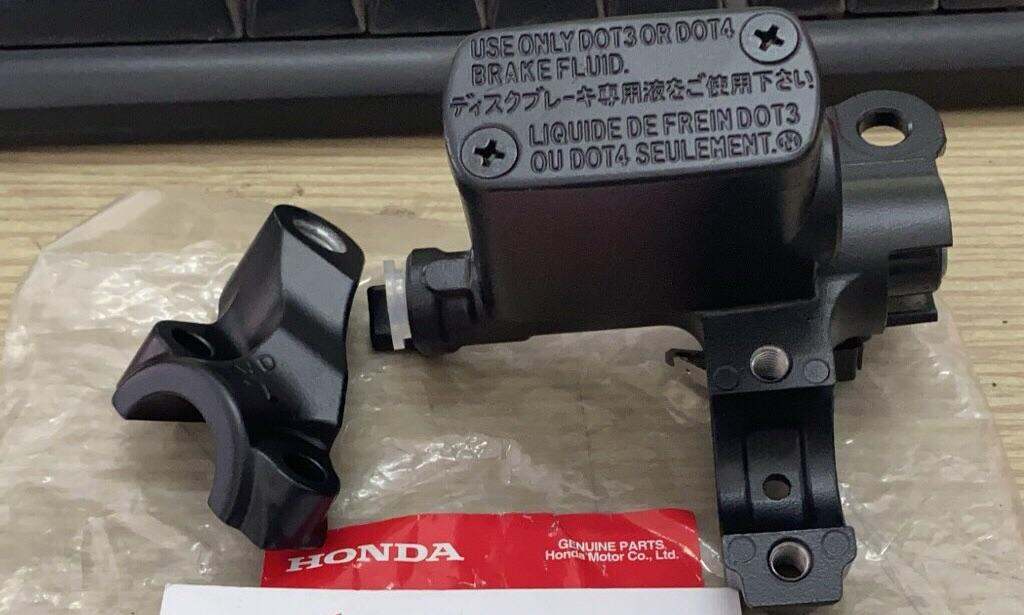 USE ONLY DOT3 OR DOT4
BRAKE FLUID.
ディスクブレーキ専用液をご使用下さい
LIQUIDE DE FREIN DOT3
OU DOT4 SEULEMENT.
HONDA
GENUINE PARTS
Honda Motor Co., Ltd.